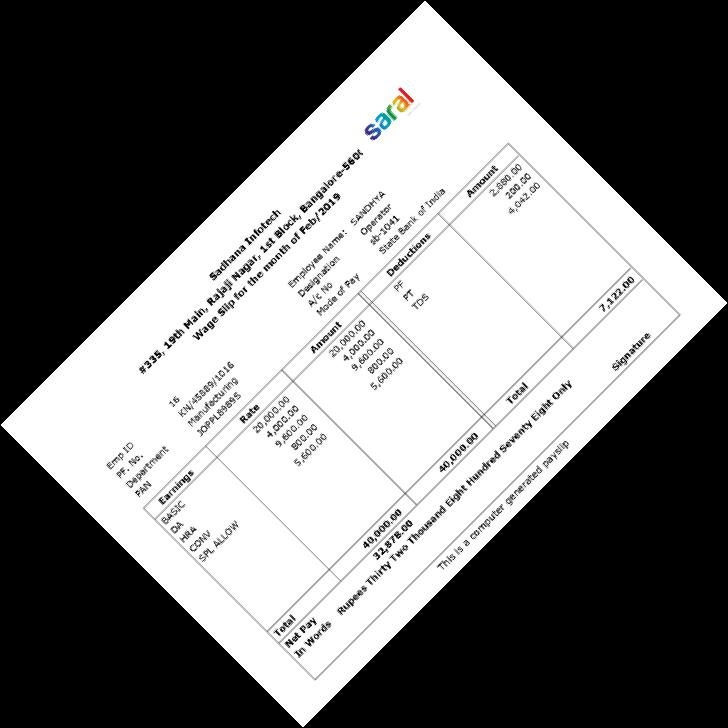 saral
Sadhana Infotech
#335, 19th Main, Rajaji Nagar, 1st Block, Bangalore-560
Wage Slip for the month of Feb/2019
Emp ID 16 Employee Name: SANDHYA
PF. No. KN/45889/1016 Designation Operator
Department Manufacturing A/c No sb-1041
PAN Mode of Pay State Bank of India
Earnings Rate Amount Deductions Amount
BASIC 20,000.00 20,000.00 PF 2,880.00
DA 4,000.00 4,000.00 PT 200.00
HRA 9,600.00 9,600.00 TDS 4,042.00
CONV 800.00 800.00
SPL ALLOW 5,600.00 5,600.00
Total 40,000.00 40,000.00 Total 7,122.00
Net Pay 32,878.00
In Words Rupees Thirty Two Thousand Eight Hundred Seventy Eight Only
Signature
This is a computer generated payslip